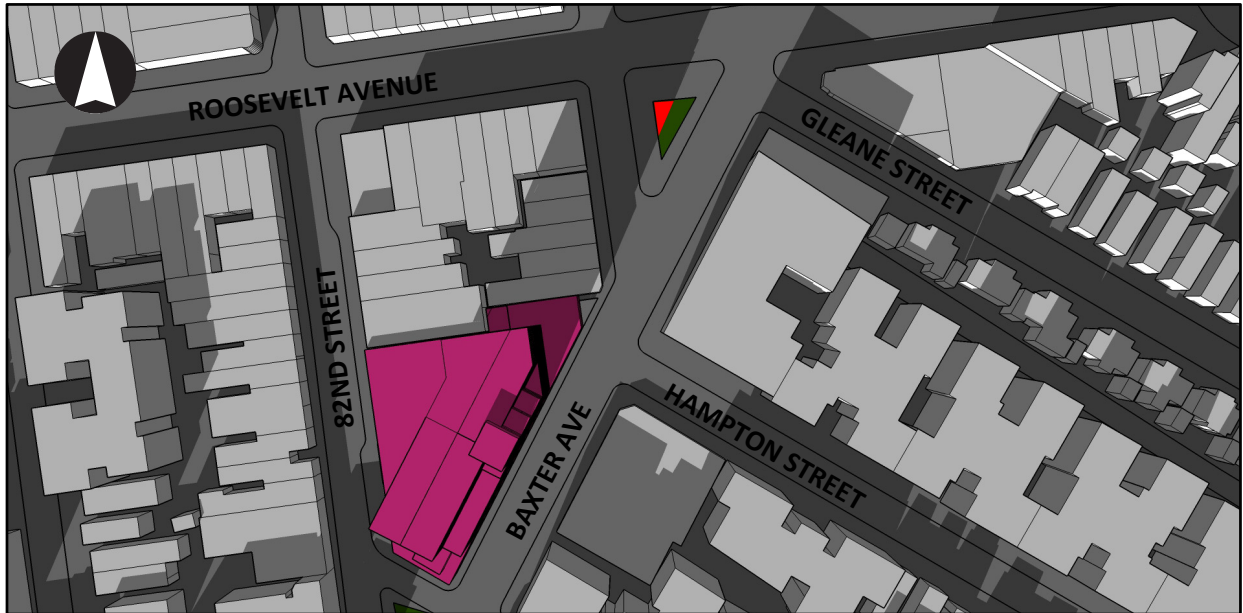 ROOSEVELT AVENUE
GLEANE STREET
82ND STREET
HAMPTON STREET
BAXTER AVE